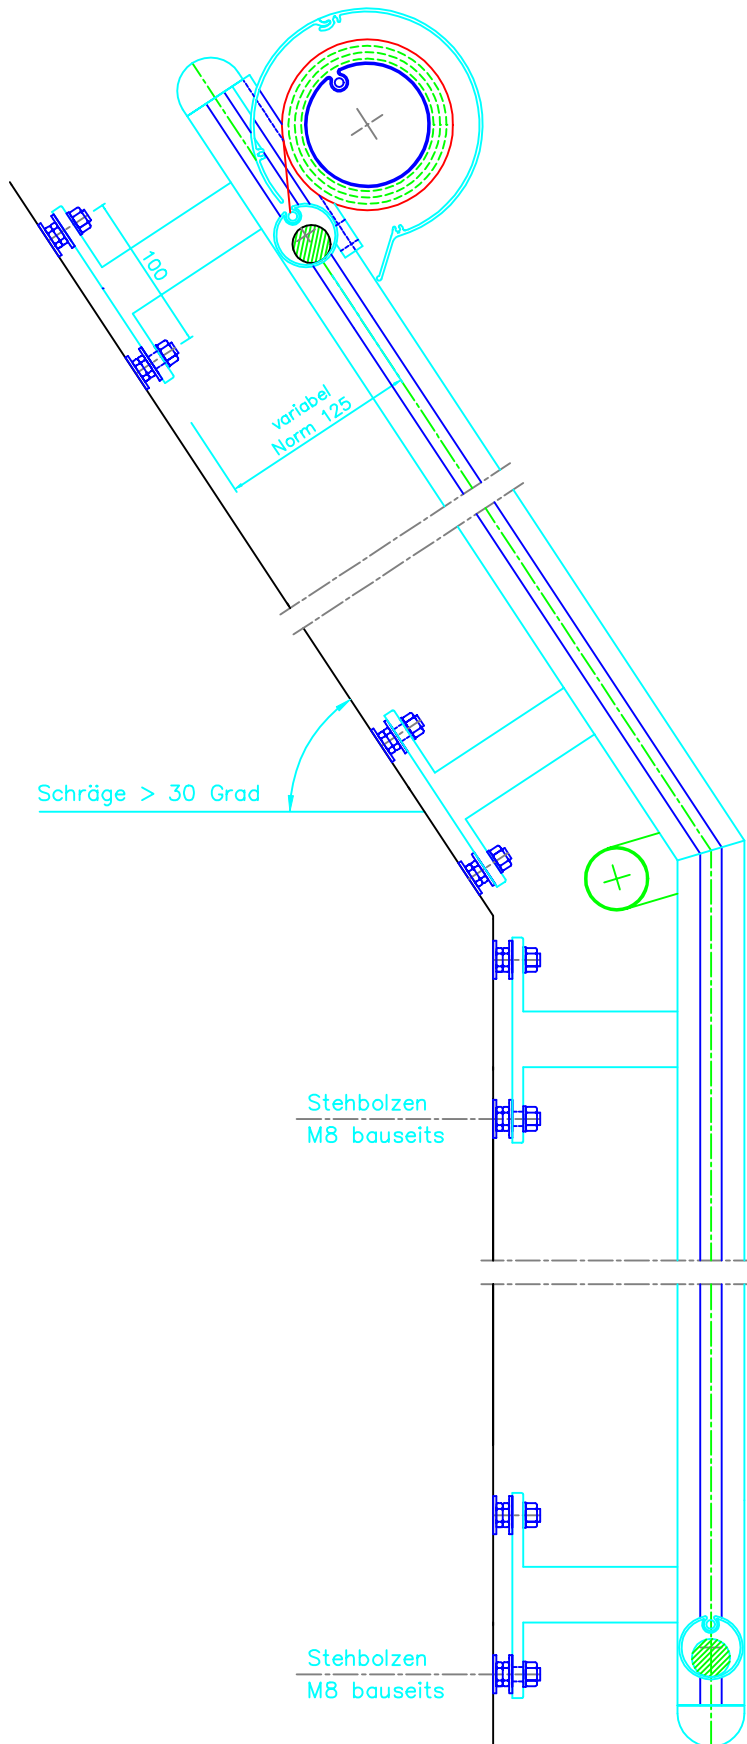 100
variabel
Norm 125
Schräge > 30 Grad
Stehbolzen
M8 bauseits
Stehbolzen
M8 bauseits